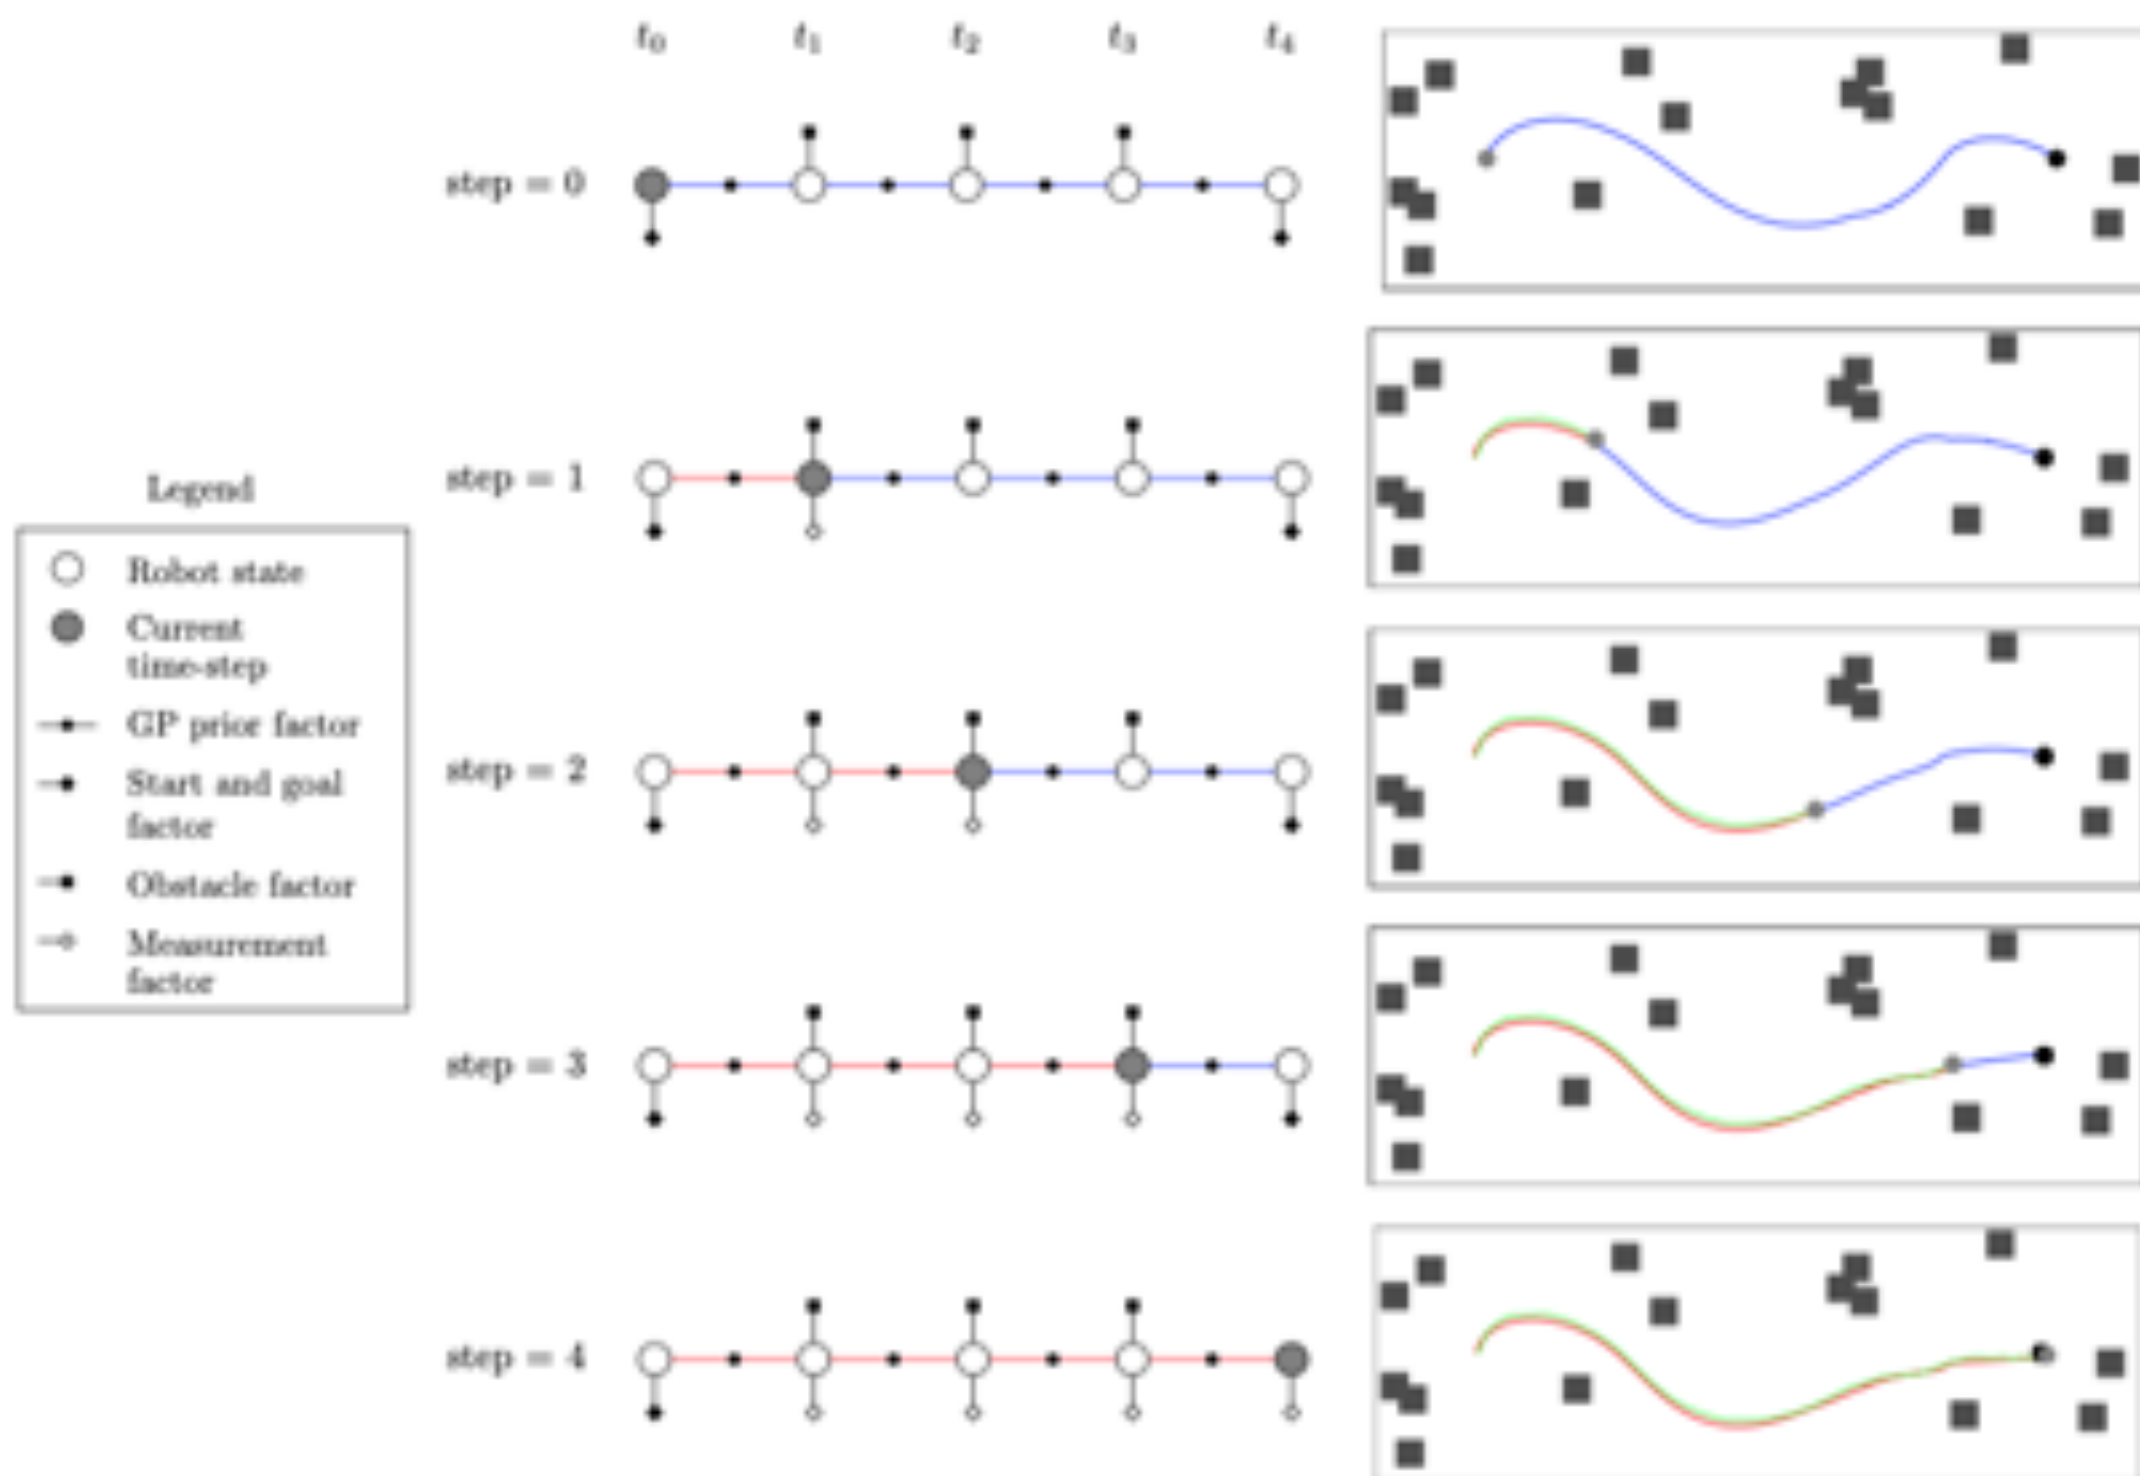 t0 t1 t2 t3 t4
step = 0
step = 1
Legend
Robot state
Current
time-step
GP prior factor
Start and goal
factor
Obstacle factor
Measurement
factor
step = 2
step = 3
step = 4